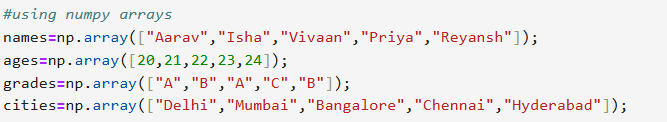 #using numpy arrays
names=np.array(["Aarav","Isha","Vivaan","Priya","Reyansh"]);
ages=np.array([20,21,22,23,24]);
grades=np.array(["A","B","A","C","B"]);
cities=np.array(["Delhi","Mumbai","Bangalore","Chennai","Hyderabad"]);